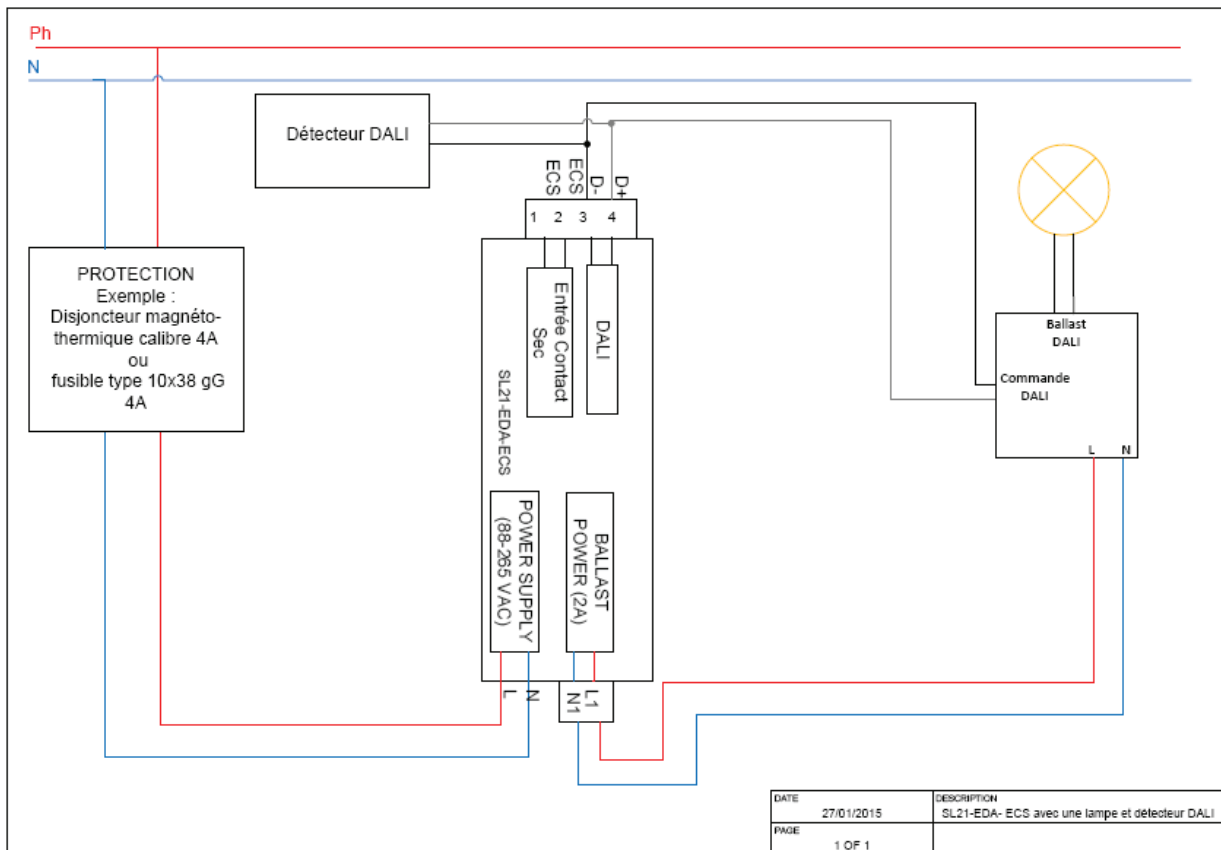 Ph
N
Détecteur DALI
ECS
ECS
D-
D+
1 2 3 4
PROTECTION
Exemple :
Disjoncteur magnéto-
thermique calibre 4A
ou
fusible type 10x38 gG
4A
Entrée Contact
Sec
DALI
SL21-EDA-ECS
Ballast
DALI
Commande
DALI
L N
POWER SUPPLY
(88-265 VAC)
BALLAST
POWER (2A)
L
N
N1
L1
DATE
27/01/2015
DESCRIPTION
SL21-EDA- ECS avec une lampe et détecteur DALI
PAGE
1 OF 1